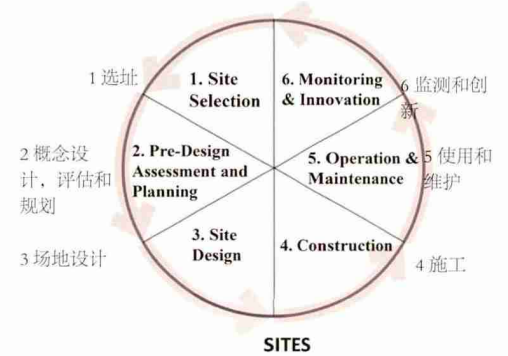 1 选址
1. Site
Selection
6. Monitoring
& Innovation
6 监测和创
新
2 概念设
计，评估和
规划
2. Pre-Design
Assessment and
Planning
5. Operation &
Maintenance
5 使用和
维护
3 场地设计
3. Site
Design
4. Construction
4 施工
SITES